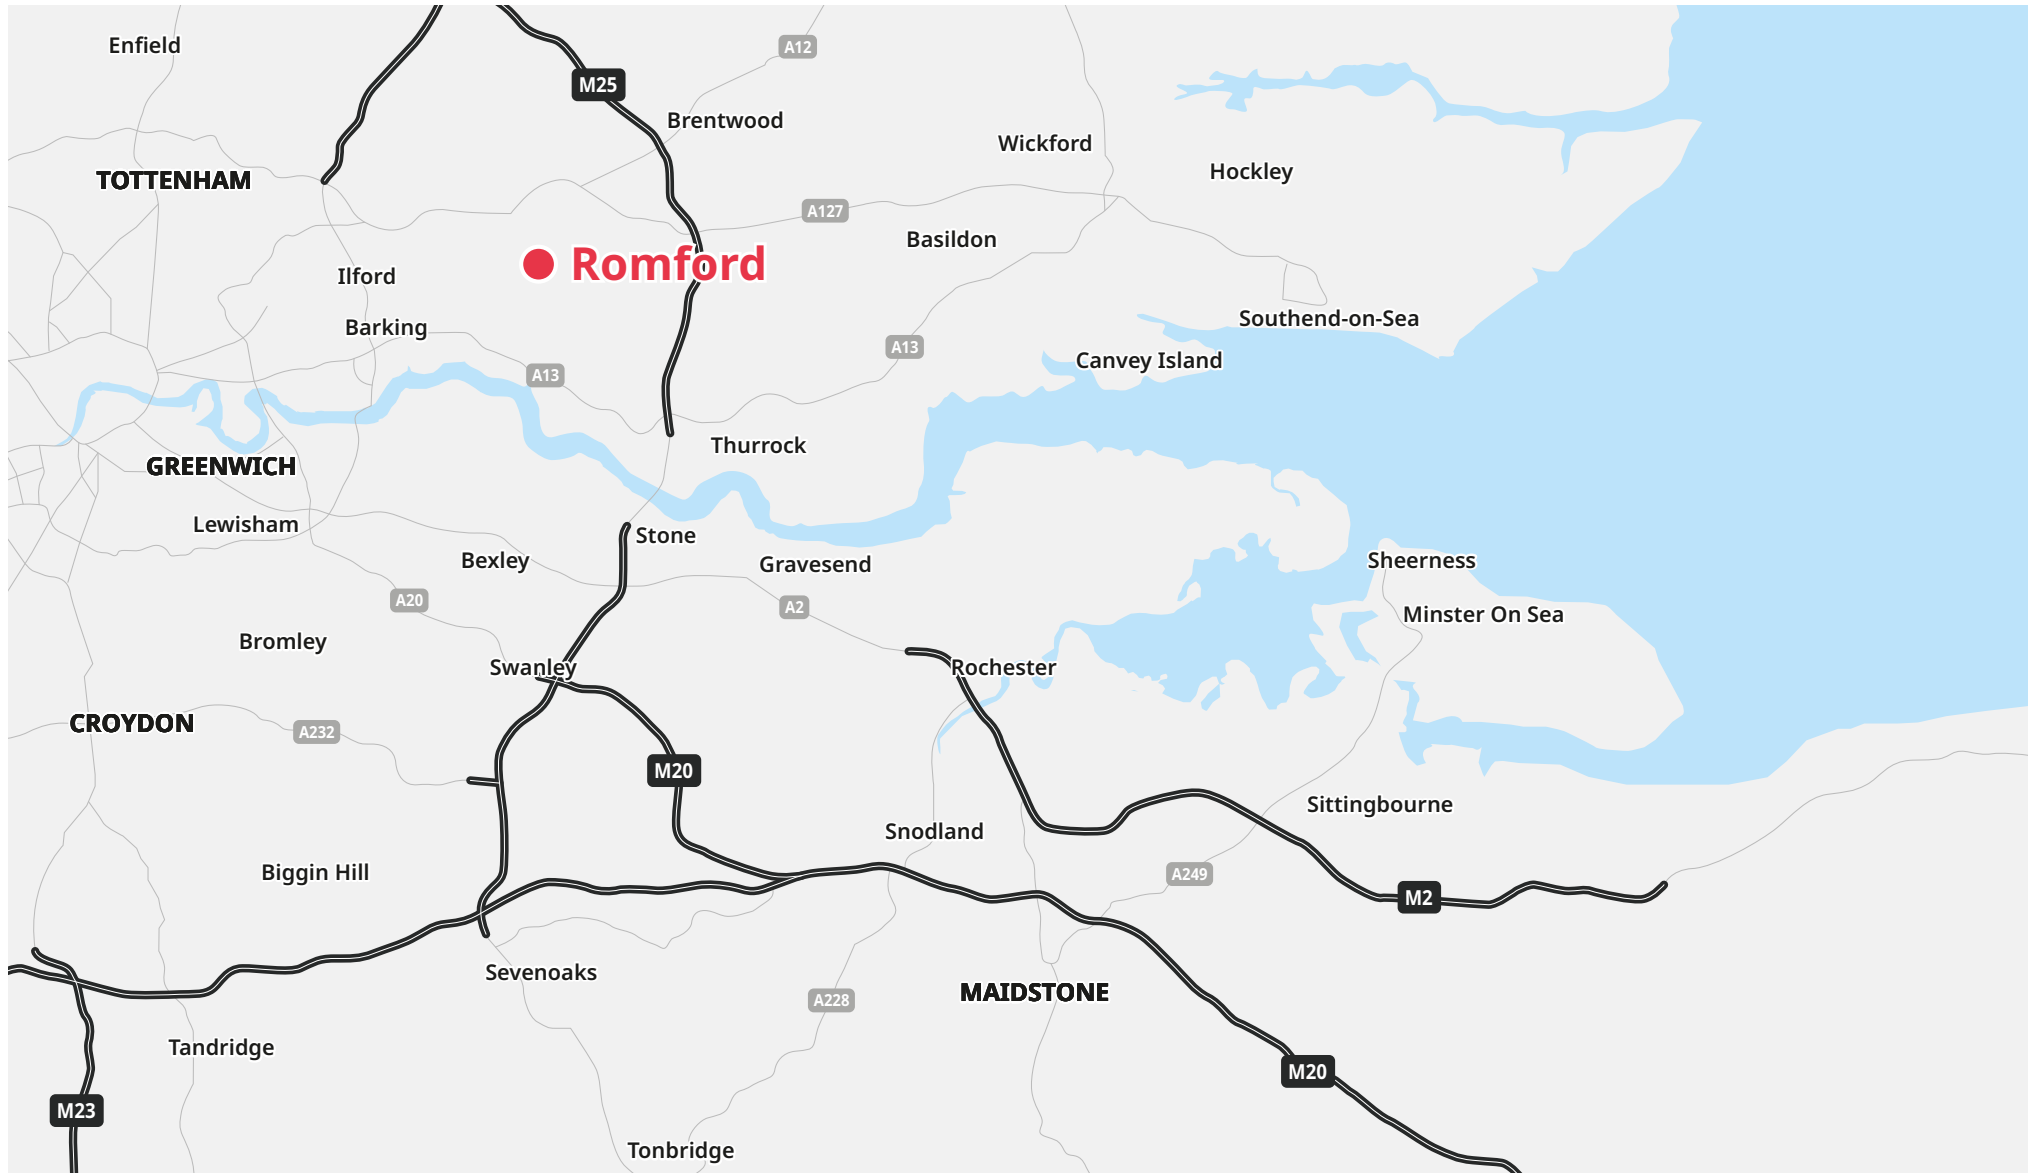 Enfield
A12
M25
Brentwood
Wickford
Hockley
TOTTENHAM
A127
Basildon
Romford
Ilford
Southend-on-Sea
Barking
A13
Canvey Island
A13
Thurrock
GREENWICH
Lewisham
Stone
Bexley
Gravesend
Sheerness
A20
A2
Minster On Sea
Bromley
Swanley
Rochester
CROYDON
A232
M20
Sittingbourne
Snodland
Biggin Hill
A249
M2
Sevenoaks
MAIDSTONE
A228
Tandridge
M20
M23
Tonbridge